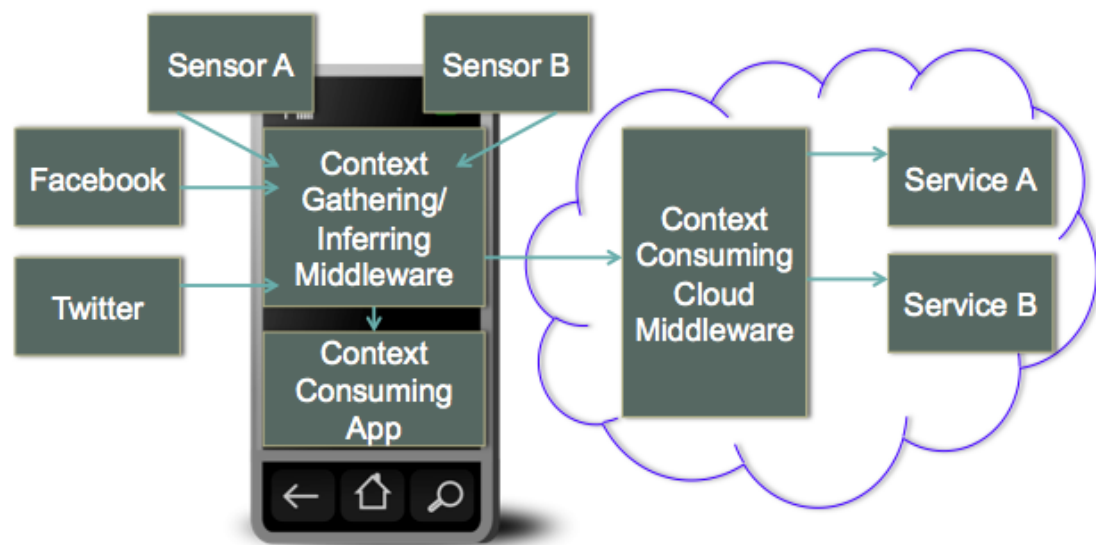 Sensor A
Sensor B
Facebook
Twitter
Context
Gathering/
Inferring
Middleware
Context
Consuming
App
Context
Consuming
Cloud
Middleware
Service A
Service B